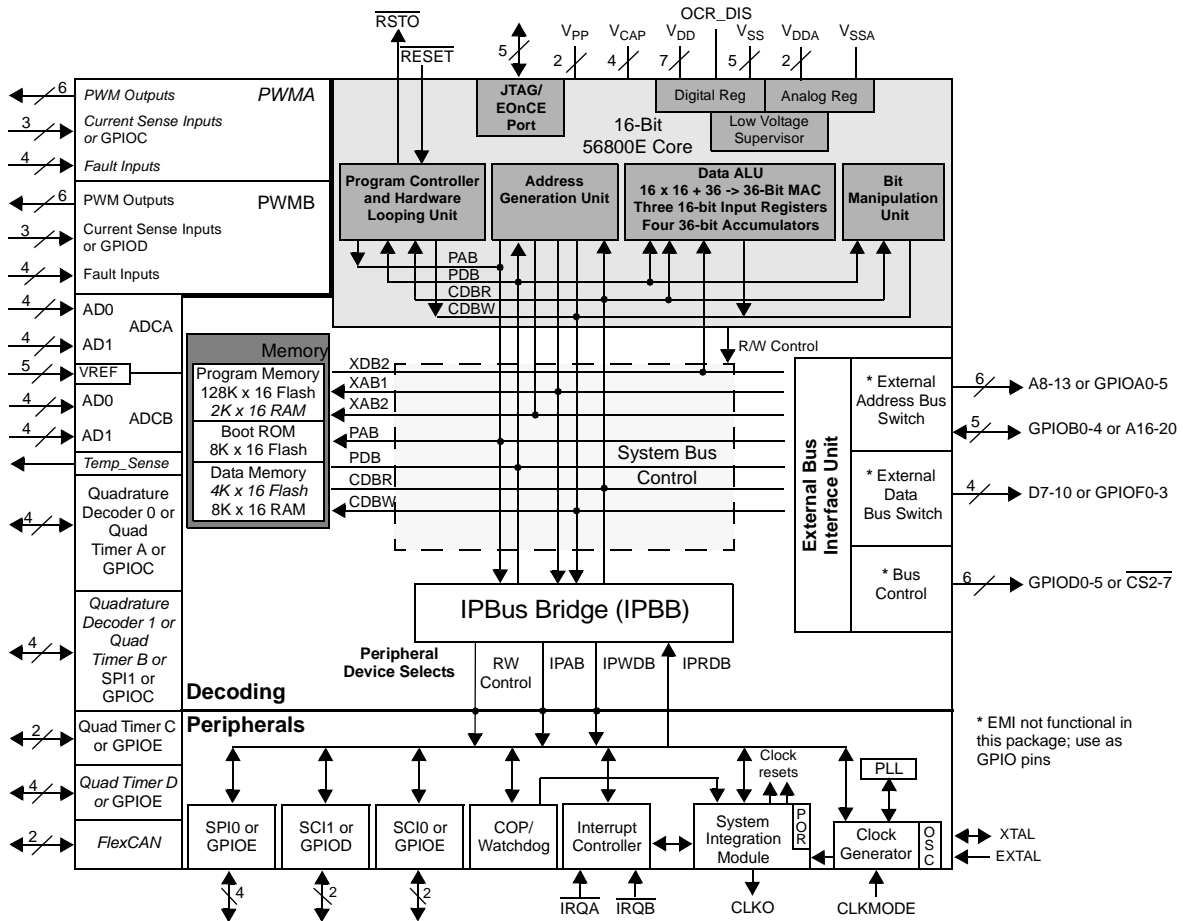 OCR_DIS
RSTO
RESET
5
VPP
2
VCAP
4
VDD
7
VSS
5
VDDA
2
VSSA
JTAG/
EOnCE
Port
Digital Reg
Analog Reg
Low Voltage
Supervisor
16-Bit
56800E Core
6
PWM Outputs
PWMA
3
Current Sense Inputs
or GPIOC
4
Fault Inputs
6
PWM Outputs
PWMB
3
Current Sense Inputs
or GPIOD
4
Fault Inputs
Program Controller
and Hardware
Looping Unit
Address
Generation Unit
Data ALU
16 x 16 + 36 -> 36-Bit MAC
Three 16-bit Input Registers
Four 36-bit Accumulators
Bit
Manipulation
Unit
PAB
PDB
CDBR
CDBW
4
AD0
ADCA
4
AD1
5
VREF
4
AD0
ADCB
4
AD1
Temp_Sense
4
Quadrature
Decoder 0 or
Quad
Timer A or
GPIOC
4
Quadrature
Decoder 1 or
Quad
Timer B or
SPI1 or
GPIOC
2
Quad Timer C
or GPIOE
4
Quad Timer D
or GPIOE
2
FlexCAN
Memory
Program Memory
128K x 16 Flash
2K x 16 RAM
Boot ROM
8K x 16 Flash
Data Memory
4K x 16 Flash
8K x 16 RAM
XDB2
XAB1
XAB2
PAB
PDB
CDBR
CDBW
System Bus
Control
R/W Control
External Bus
Interface Unit
* External
Address Bus
Switch
* External
Data
Bus Switch
* Bus
Control
6
A8-13 or GPIOA0-5
5
GPIOB0-4 or A16-20
4
D7-10 or GPIOF0-3
6
GPIOD0-5 or CS2-7
IPBus Bridge (IPBB)
Peripheral
Device Selects
RW
Control
IPAB
IPWDB
IPRDB
Decoding
Peripherals
* EMI not functional in
this package; use as
GPIO pins
Clock
resets
PLL
SPI0 or
GPIOE
SCI1 or
GPIOD
SCI0 or
GPIOE
COP/
Watchdog
Interrupt
Controller
System
Integration
Module
POR
Clock
Generator
OSC
XTAL
EXTAL
4
2
2
IRQA
IRQB
CLKO
CLKMODE